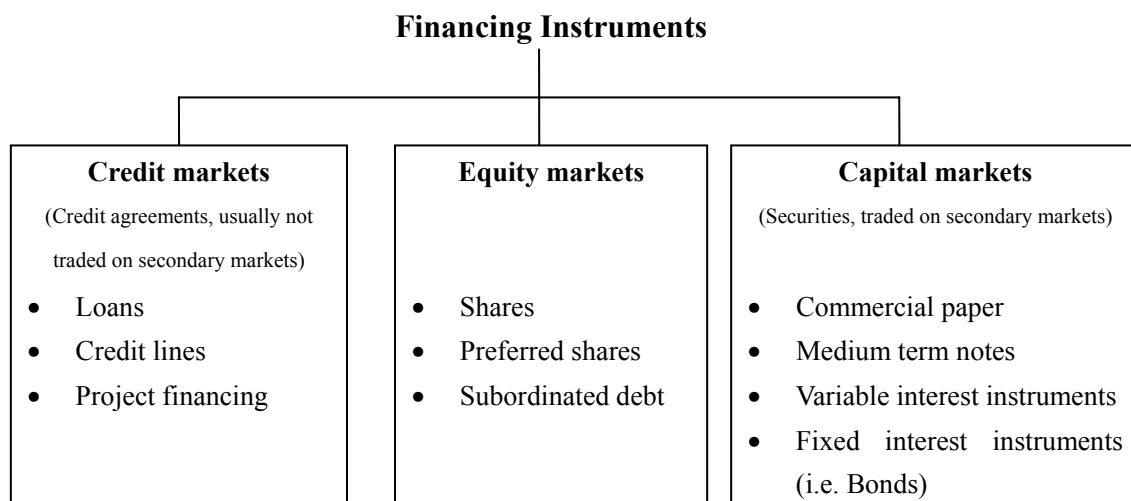 Financing Instruments
Credit markets
(Credit agreements, usually not
traded on secondary markets)
• Loans
• Credit lines
• Project financing
Equity markets
• Shares
• Preferred shares
• Subordinated debt
Capital markets
(Securities, traded on secondary markets)
• Commercial paper
• Medium term notes
• Variable interest instruments
• Fixed interest instruments
(i.e. Bonds)